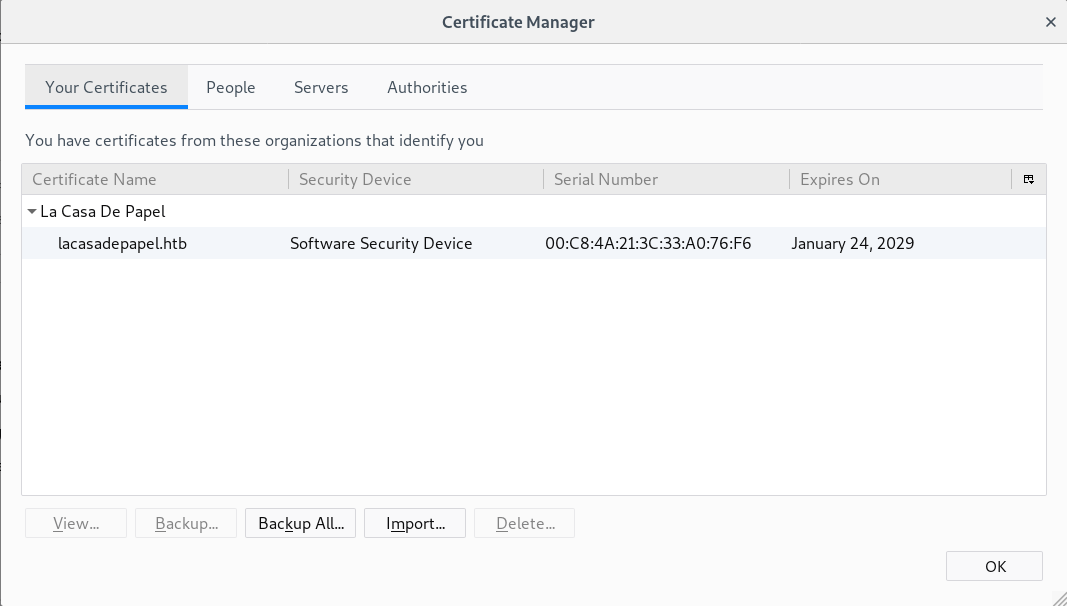 Certificate Manager
Your Certificates People Servers Authorities
You have certificates from these organizations that identify you
Certificate Name Security Device Serial Number Expires On
La Casa De Papel
lacasadepapel.htb Software Security Device 00:C8:4A:21:3C:33:A0:76:F6 January 24, 2029
View... Backup... Backup All... Import... Delete...
OK